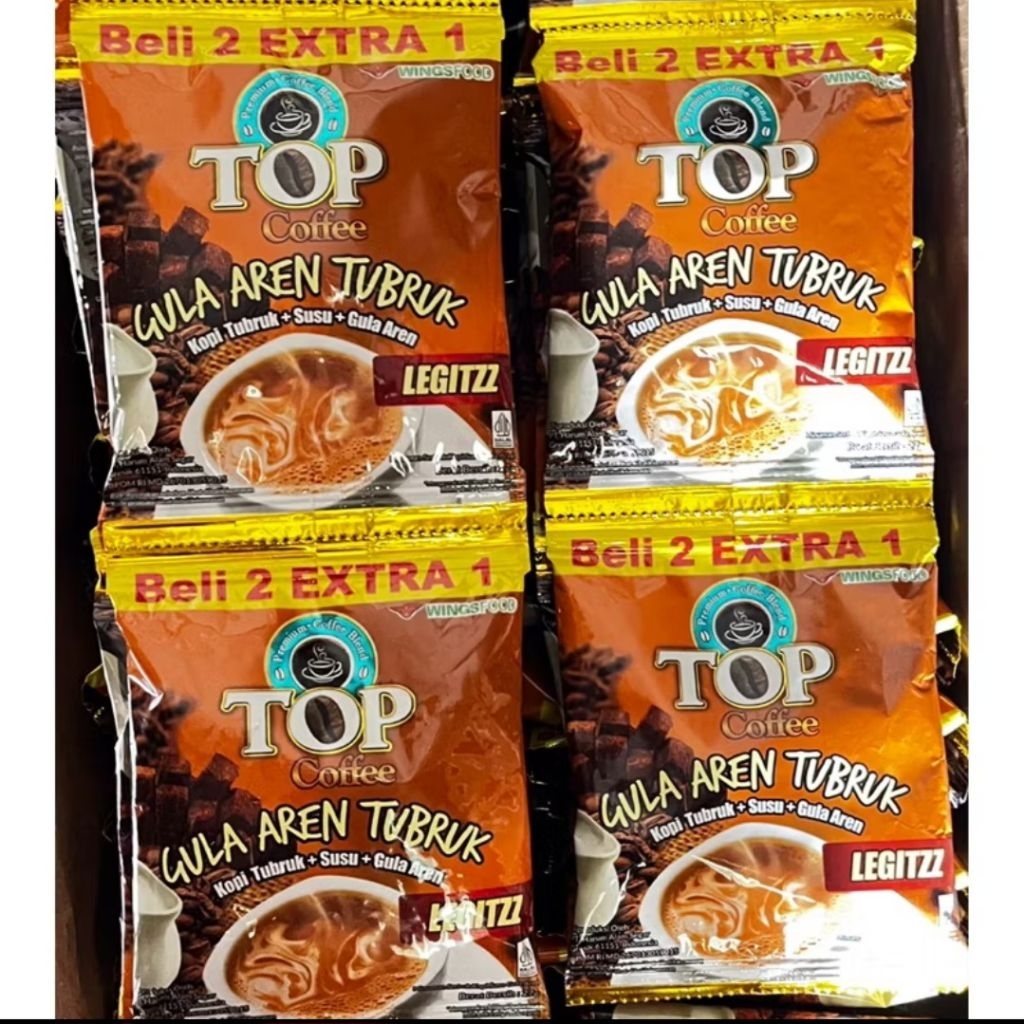 Beli 2 EXTRA 1
WINGSFOOD
Premium Coffee Blend
TOP
Coffee
GULA AREN TUBRUK
Kopi Tubruk + Susu + Gula Aren
LEGITZZ
Beli 2 EXTRA 1
WINGSFOOD
Premium Coffee Blend
TOP
Coffee
GULA AREN TUBRUK
Kopi Tubruk + Susu + Gula Aren
LEGITZZ
Beli 2 EXTRA 1
WINGSFOOD
Premium Coffee Blend
TOP
Coffee
GULA AREN TUBRUK
Kopi Tubruk + Susu + Gula Aren
LEGITZZ
Beli 2 EXTRA 1
WINGSFOOD
Premium Coffee Blend
TOP
Coffee
GULA AREN TUBRUK
Kopi Tubruk + Susu + Gula Aren
LEGITZZ